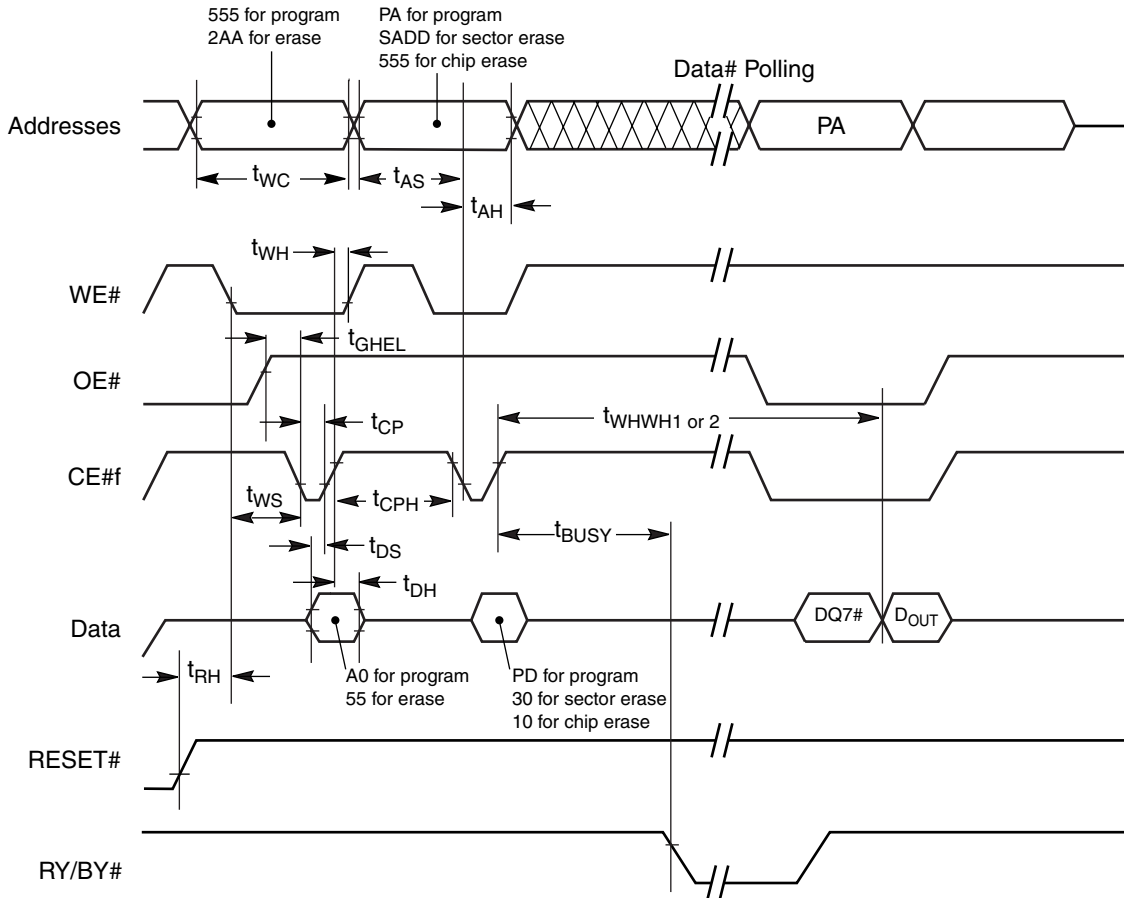 555 for program
2AA for erase
PA for program
SADD for sector erase
555 for chip erase
Data# Polling
Addresses
PA
tWC
tAS
tAH
tWH
WE#
tGHEL
OE#
tWHWH1 or 2
tCP
CE#f
tWS
tCPH
tBUSY
tDS
tDH
Data
DQ7#
DOUT
tRH
A0 for program
55 for erase
PD for program
30 for sector erase
10 for chip erase
RESET#
RY/BY#